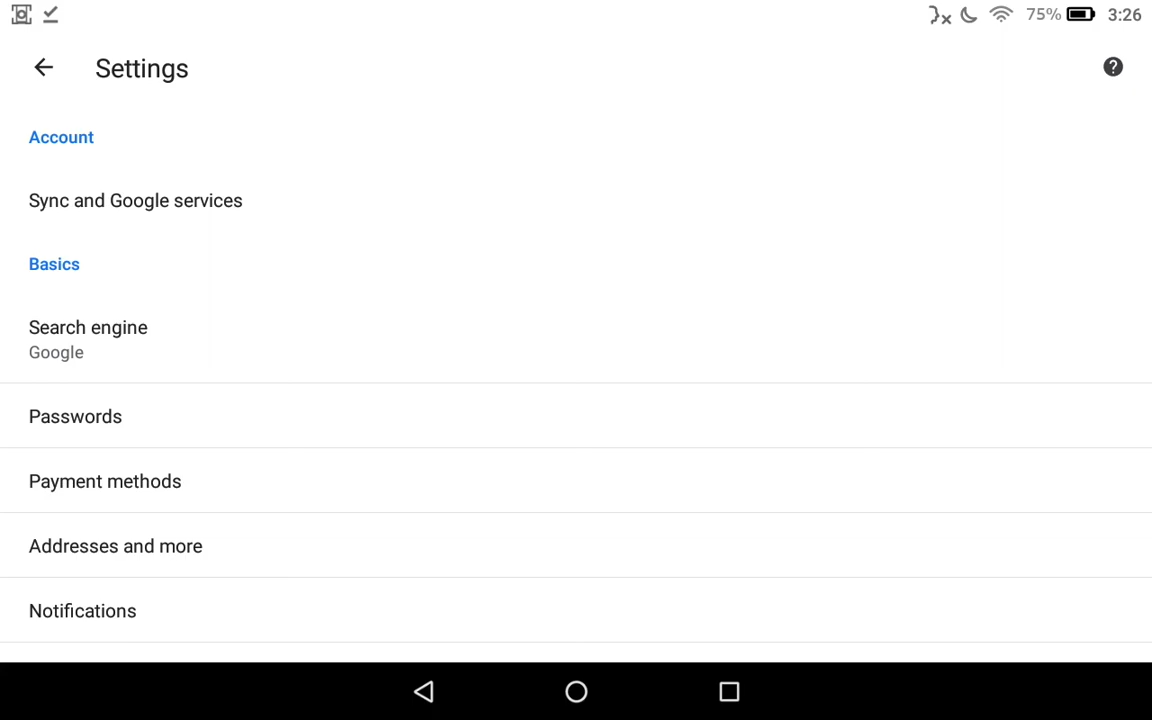 75% 3:26
Settings
Account
Sync and Google services
Basics
Search engine
Google
Passwords
Payment methods
Addresses and more
Notifications